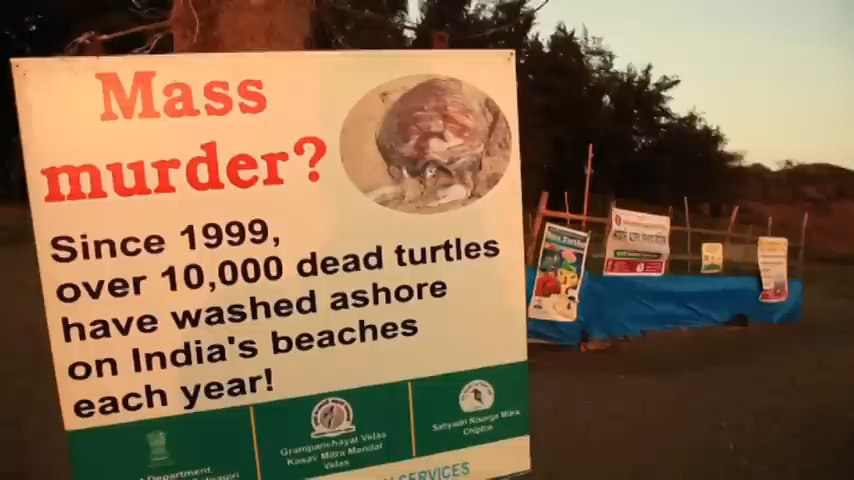 Mass
murder?
Since 1999,
over 10,000 dead turtles
have washed ashore
on India's beaches
each year!
Department
Grampanchayat Velas
Kasav Mitra Mandal
Velas
Sahyadri Nisarga Mitra
Chiplun
SERVICES